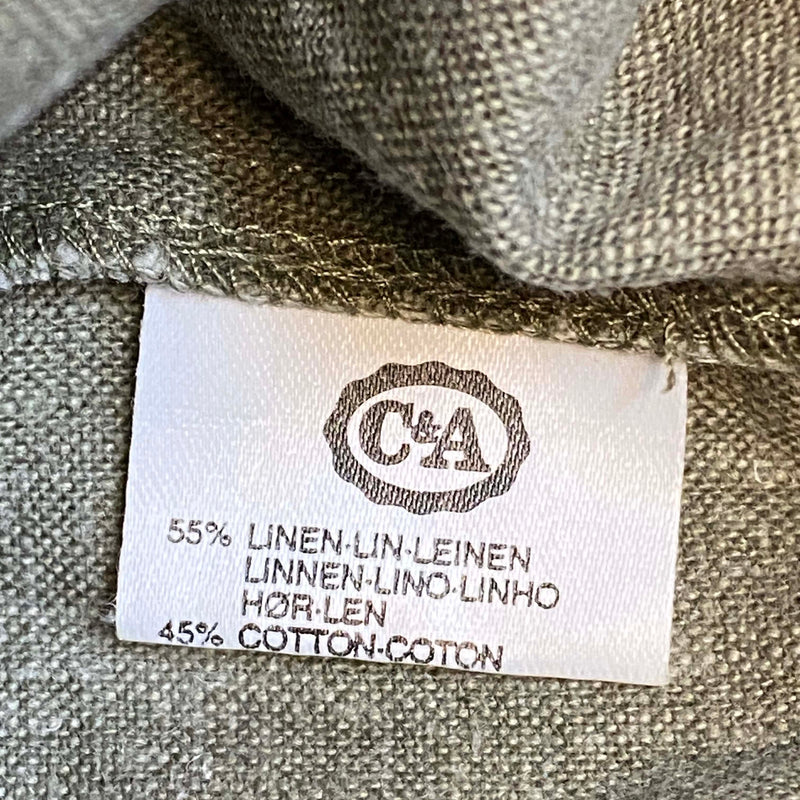 C&A
55% LINEN·LIN·LEINEN
LINNEN·LINO·LINHO
HØR·LEN
45% COTTON·COTON